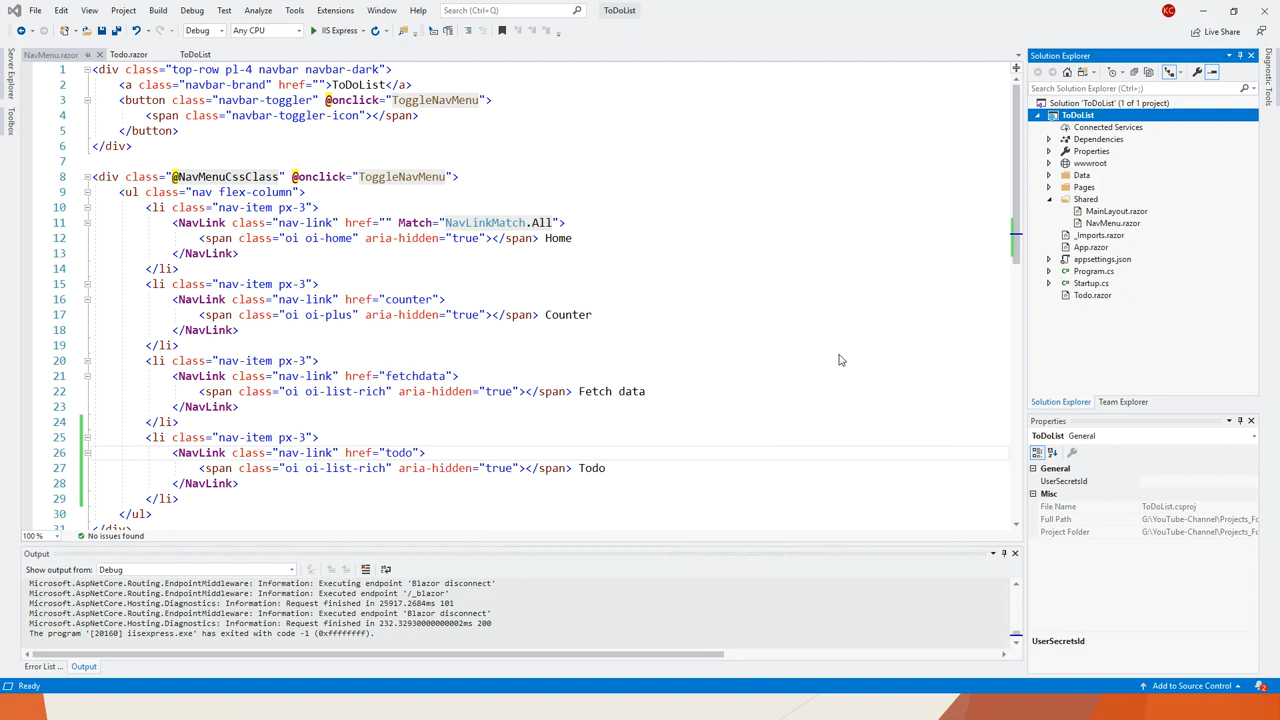 File Edit View Project Build Debug Test Analyze Tools Extensions Window Help Search (Ctrl+Q) ToDoList KC
Debug Any CPU IIS Express Live Share
Server Explorer
Toolbox
NavMenu.razor Todo.razor ToDoList
1 <div class="top-row pl-4 navbar navbar-dark">
2 <a class="navbar-brand" href="">ToDoList</a>
3 <button class="navbar-toggler" @onclick="ToggleNavMenu">
4 <span class="navbar-toggler-icon"></span>
5 </button>
6 </div>
7
8 <div class="@NavMenuCssClass" @onclick="ToggleNavMenu">
9 <ul class="nav flex-column">
10 <li class="nav-item px-3">
11 <NavLink class="nav-link" href="" Match="NavLinkMatch.All">
12 <span class="oi oi-home" aria-hidden="true"></span> Home
13 </NavLink>
14 </li>
15 <li class="nav-item px-3">
16 <NavLink class="nav-link" href="counter">
17 <span class="oi oi-plus" aria-hidden="true"></span> Counter
18 </NavLink>
19 </li>
20 <li class="nav-item px-3">
21 <NavLink class="nav-link" href="fetchdata">
22 <span class="oi oi-list-rich" aria-hidden="true"></span> Fetch data
23 </NavLink>
24 </li>
25 <li class="nav-item px-3">
26 <NavLink class="nav-link" href="todo">
27 <span class="oi oi-list-rich" aria-hidden="true"></span> Todo
28 </NavLink>
29 </li>
30 </ul>
31 </div>
100 % No issues found
Output
Show output from: Debug
Microsoft.AspNetCore.Routing.EndpointMiddleware: Information: Executing endpoint 'Blazor disconnect'
Microsoft.AspNetCore.Routing.EndpointMiddleware: Information: Executed endpoint '/_blazor'
Microsoft.AspNetCore.Hosting.Diagnostics: Information: Request finished in 25917.2684ms 101
Microsoft.AspNetCore.Routing.EndpointMiddleware: Information: Executed endpoint 'Blazor disconnect'
Microsoft.AspNetCore.Hosting.Diagnostics: Information: Request finished in 232.32930000000002ms 200
The program '[20160] iisexpress.exe' has exited with code -1 (0xffffffff).
Error List ... Output
Solution Explorer
Search Solution Explorer (Ctrl+;)
Solution 'ToDoList' (1 of 1 project)
ToDoList
Connected Services
Dependencies
Properties
wwwroot
Data
Pages
Shared
MainLayout.razor
NavMenu.razor
_Imports.razor
App.razor
appsettings.json
Program.cs
Startup.cs
Todo.razor
Solution Explorer Team Explorer
Properties
ToDoList General
General
UserSecretsId
Misc
File Name ToDoList.csproj
Full Path G:\YouTube-Channel\Projects_Fo
Project Folder G:\YouTube-Channel\Projects_Fo
UserSecretsId
Diagnostic Tools
Ready Add to Source Control 2